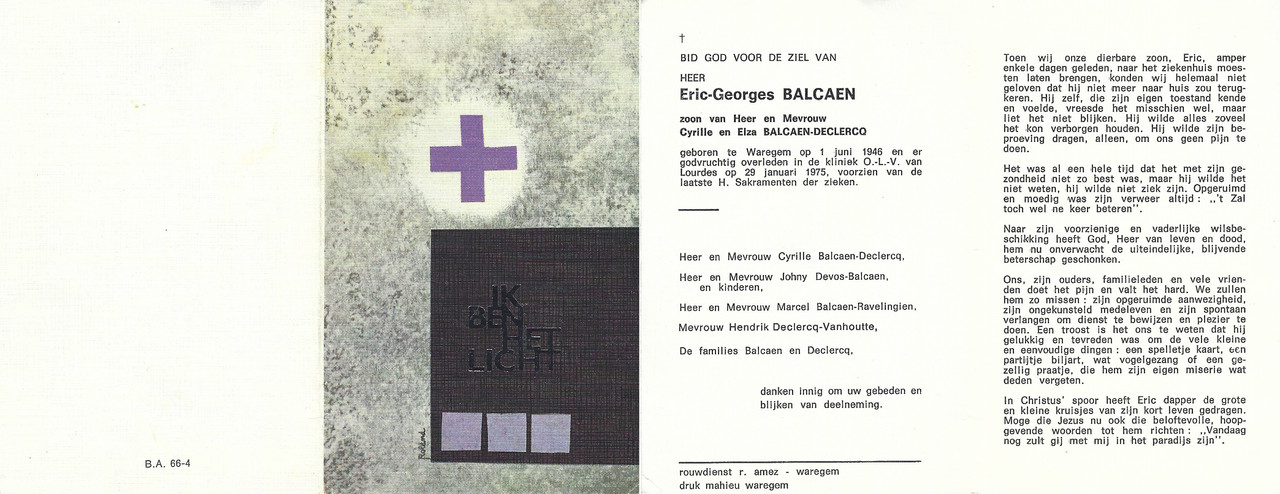 B.A. 66-4
IK
BEN
HET
LICHT
Roland
†
BID GOD VOOR DE ZIEL VAN
HEER
Eric-Georges BALCAEN
zoon van Heer en Mevrouw
Cyrille en Elza BALCAEN-DECLERCQ
geboren te Waregem op 1 juni 1946 en er
godvruchtig overleden in de kliniek O.-L.-V. van
Lourdes op 29 januari 1975, voorzien van de
laatste H. Sakramenten der zieken.
Heer en Mevrouw Cyrille Balcaen-Declercq,
Heer en Mevrouw Johny Devos-Balcaen,
en kinderen,
Heer en Mevrouw Marcel Balcaen-Ravelingien,
Mevrouw Hendrik Declercq-Vanhoutte,
De families Balcaen en Declercq,
danken innig om uw gebeden en
blijken van deelneming.
rouwdienst r. amez - waregem
druk mahieu waregem
Toen wij onze dierbare zoon, Eric, amper
enkele dagen geleden, naar het ziekenhuis moes-
ten laten brengen, konden wij helemaal niet
geloven dat hij niet meer naar huis zou terug-
keren. Hij zelf, die zijn eigen toestand kende
en voelde, vreesde het misschien wel, maar
liet het niet blijken. Hij wilde alles zoveel
het kon verborgen houden. Hij wilde zijn be-
proeving dragen, alleen, om ons geen pijn te
doen.
Het was al een hele tijd dat het met zijn ge-
zondheid niet zo best was, maar hij wilde het
niet weten, hij wilde niet ziek zijn. Opgeruimd
en moedig was zijn verweer altijd : ,,'t Zal
toch wel ne keer beteren".
Naar zijn voorzienige en vaderlijke wilsbe-
schikking heeft God, Heer van leven en dood,
hem nu onverwacht de uiteindelijke, blijvende
beterschap geschonken.
Ons, zijn ouders, familieleden en vele vrien-
den doet het pijn en valt het hard. We zullen
hem zo missen : zijn opgeruimde aanwezigheid,
zijn ongekunsteld medeleven en zijn spontaan
verlangen om dienst te bewijzen en plezier te
doen. Een troost is het ons te weten dat hij
gelukkig en tevreden was om de vele kleine
en eenvoudige dingen : een spelletje kaart, een
partijtje biljart, wat vogelgezang of een ge-
zellig praatje, die hem zijn eigen miserie wat
deden vergeten.
In Christus' spoor heeft Eric dapper de grote
en kleine kruisjes van zijn kort leven gedragen.
Moge die Jezus nu ook die beloftevolle, hoop-
gevende woorden tot hem richten : ,,Vandaag
nog zult gij met mij in het paradijs zijn".